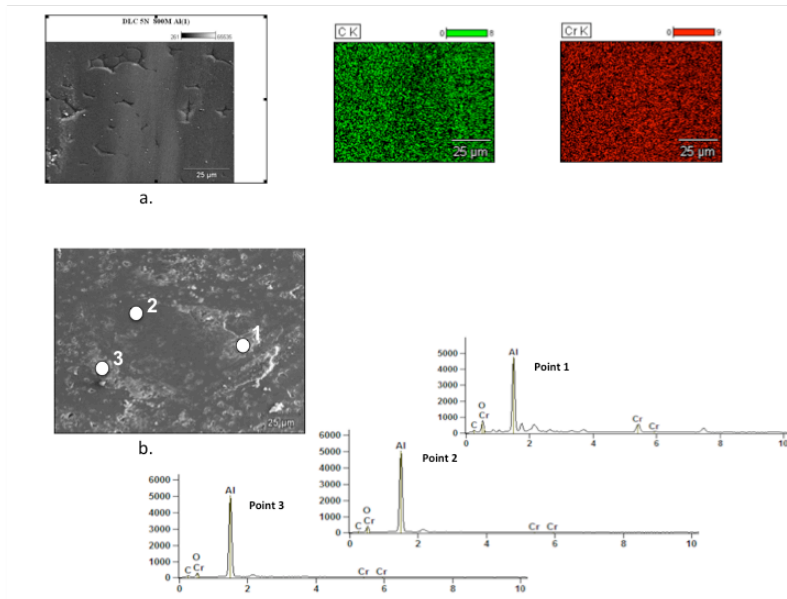 DLC 5N 800M Al(1)
261 65536
25 µm
a.
C K
0 8
25 µm
Cr K
0 9
25 µm
2
1
3
25 µm
b.
Point 1
5000
4000
3000
2000
1000
0
Al
O
Cr
C
Cr
Cr
0 2 4 6 8 10
Point 2
6000
5000
4000
3000
2000
1000
0
Al
O
Cr
C
Cr Cr
0 2 4 6 8 10
Point 3
6000
5000
4000
3000
2000
1000
0
Al
O
Cr
C
Cr Cr
0 2 4 6 8 10